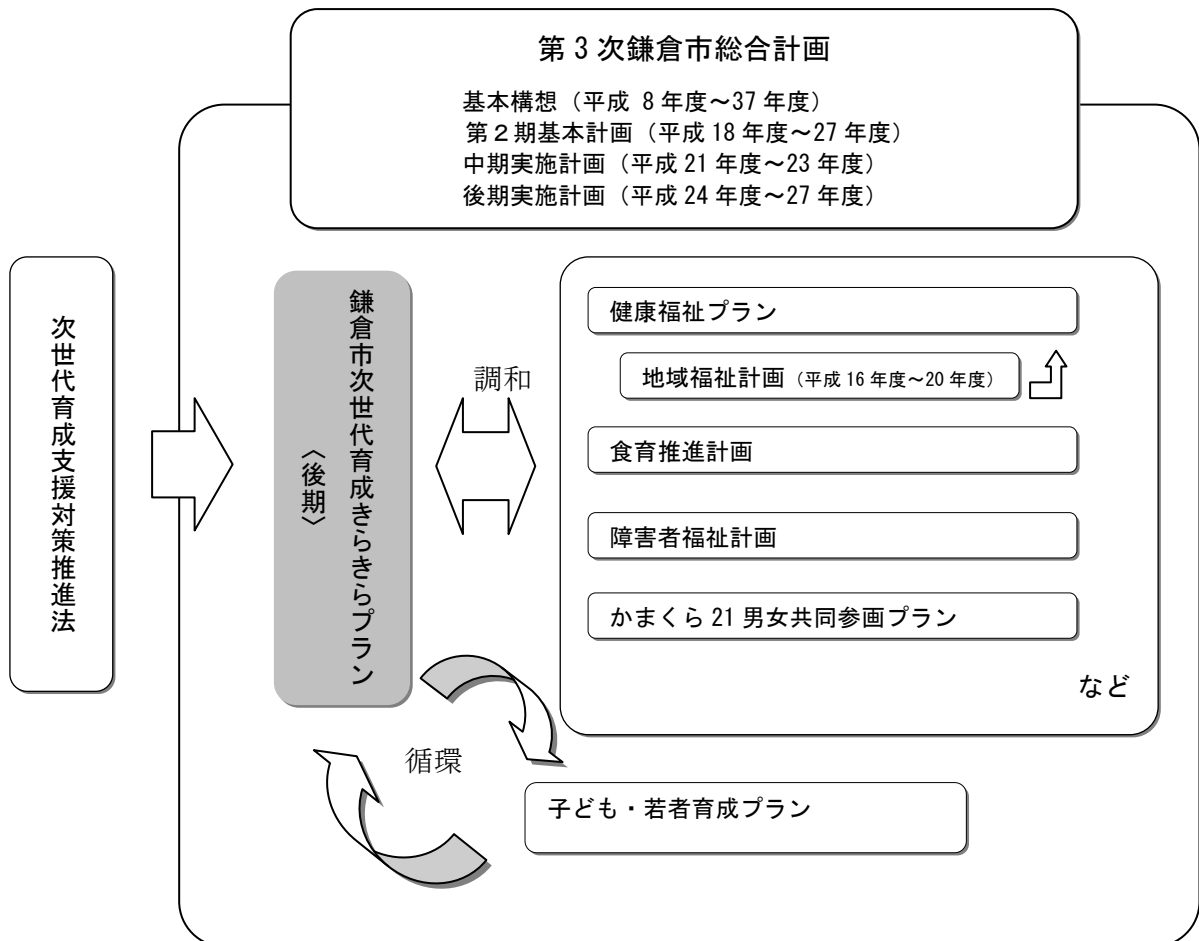 第3次鎌倉市総合計画
基本構想（平成 8 年度～37 年度）
第２期基本計画（平成 18 年度～27 年度）
中期実施計画（平成 21 年度～23 年度）
後期実施計画（平成 24 年度～27 年度）
次世代育成支援対策推進法
鎌倉市次世代育成きらきらプラン
〈後期〉
調和
健康福祉プラン
地域福祉計画（平成 16 年度～20 年度）
食育推進計画
障害者福祉計画
かまくら 21 男女共同参画プラン
など
循環
子ども・若者育成プラン